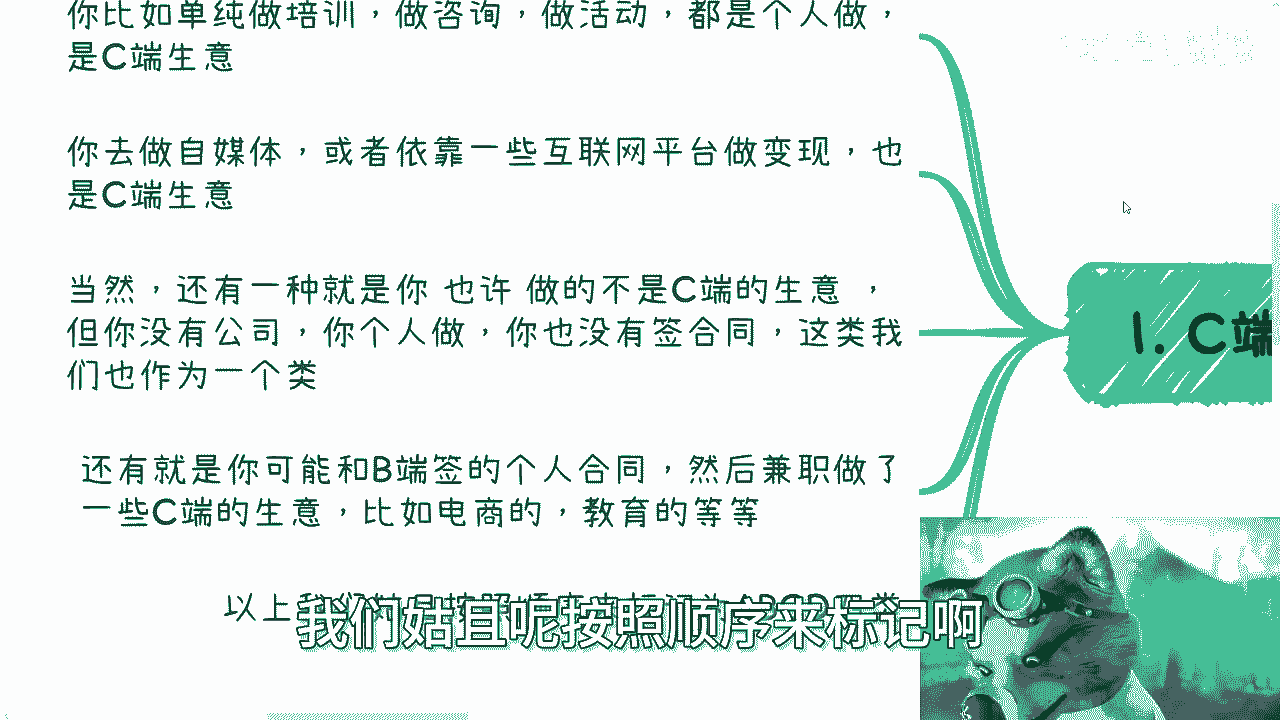 你比如单纯做培训，做咨询，做活动，都是个人做，
是C端生意
你去做自媒体，或者依靠一些互联网平台做变现，也
是C端生意
当然，还有一种就是你 也许 做的不是C端的生意 ，
但你没有公司，你个人做，你也没有签合同，这类我
们也作为一个类
还有就是你可能和B端签的个人合同，然后兼职做了
一些C端的生意，比如电商的，教育的等等
1. C端
以上
我们姑且呢按照顺序来标记啊